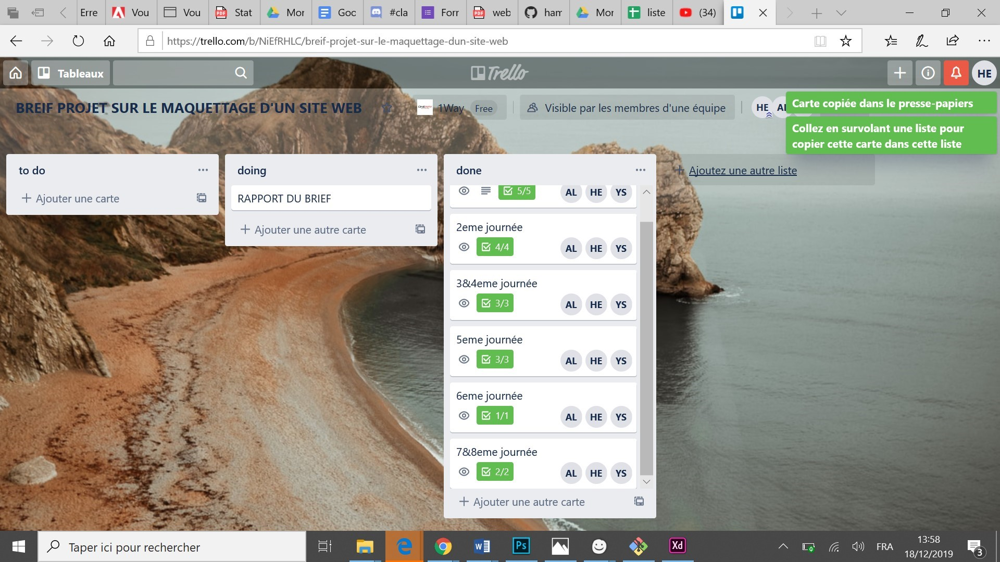 Erre
Vou
Vou
Stat
Mor
Goc
#cla
Forr
web
ham
Mor
liste
(34)
https://trello.com/b/NiEfRHLC/breif-projet-sur-le-maquettage-dun-site-web
Tableaux
Trello
HE
BREIF PROJET SUR LE MAQUETTAGE D'UN SITE WEB
1Way
Free
Visible par les membres d'une équipe
HE
AL
Carte copiée dans le presse-papiers
Collez en survolant une liste pour
copier cette carte dans cette liste
to do
Ajouter une carte
doing
RAPPORT DU BRIEF
Ajouter une autre carte
done
5/5 AL HE YS
2eme journée
4/4 AL HE YS
3&4eme journée
3/3 AL HE YS
5eme journée
3/3 AL HE YS
6eme journée
1/1 AL HE YS
7&8eme journée
2/2 AL HE YS
Ajouter une autre carte
Ajoutez une autre liste
Taper ici pour rechercher
Ps
Xd
FRA
13:58
18/12/2019
3